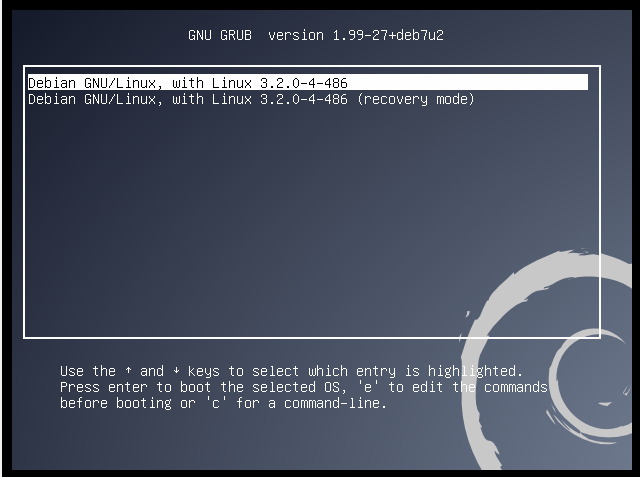 GNU GRUB  version 1.99-27+deb7u2
Debian GNU/Linux, with Linux 3.2.0-4-486
Debian GNU/Linux, with Linux 3.2.0-4-486 (recovery mode)
Use the ↑ and ↓ keys to select which entry is highlighted.
Press enter to boot the selected OS, 'e' to edit the commands
before booting or 'c' for a command-line.